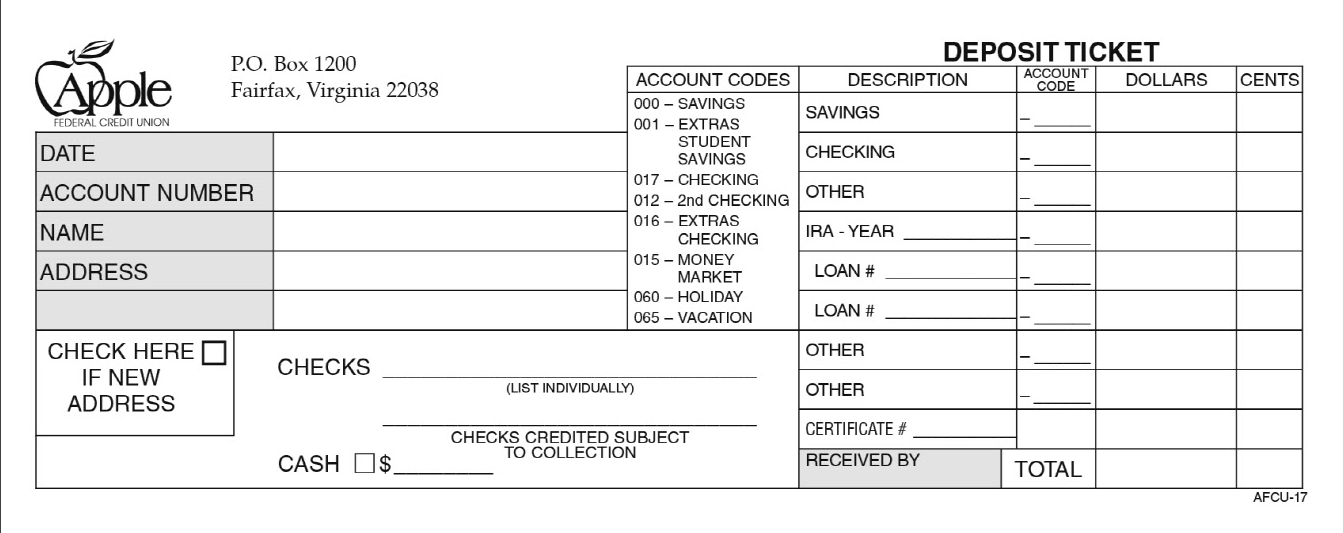 Apple
FEDERAL CREDIT UNION
P.O. Box 1200
Fairfax, Virginia 22038
DEPOSIT TICKET
DATE
ACCOUNT NUMBER
NAME
ADDRESS
CHECK HERE
IF NEW
ADDRESS
CHECKS
(LIST INDIVIDUALLY)
CHECKS CREDITED SUBJECT
TO COLLECTION
CASH $
ACCOUNT CODES
000 – SAVINGS
001 – EXTRAS
STUDENT
SAVINGS
017 – CHECKING
012 – 2nd CHECKING
016 – EXTRAS
CHECKING
015 – MONEY
MARKET
060 – HOLIDAY
065 – VACATION
DESCRIPTION ACCOUNT CODE DOLLARS CENTS
SAVINGS –
CHECKING –
OTHER –
IRA - YEAR –
LOAN # –
LOAN # –
OTHER –
OTHER –
CERTIFICATE #
RECEIVED BY TOTAL
AFCU-17